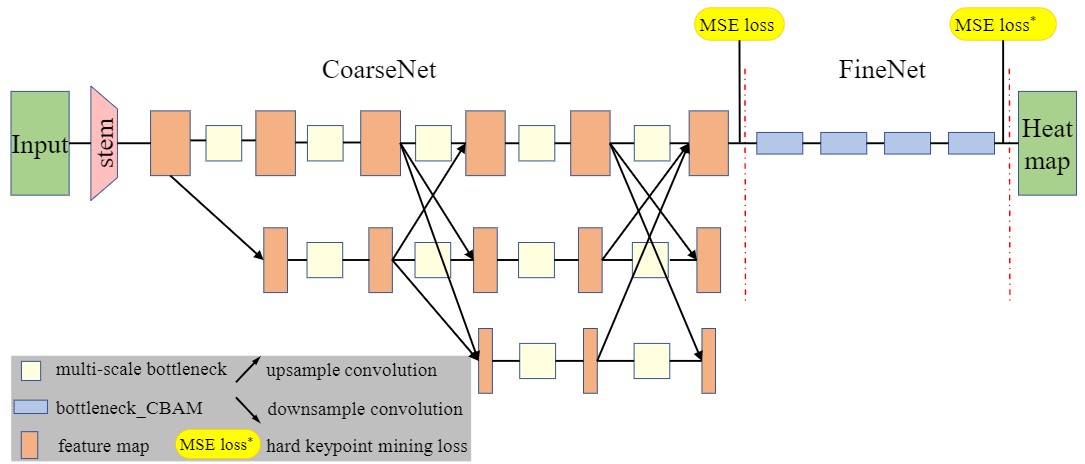 MSE loss
MSE loss*
CoarseNet
FineNet
Input
stem
Heat
map
multi-scale bottleneck
upsample convolution
bottleneck_CBAM
downsample convolution
feature map
MSE loss*
hard keypoint mining loss